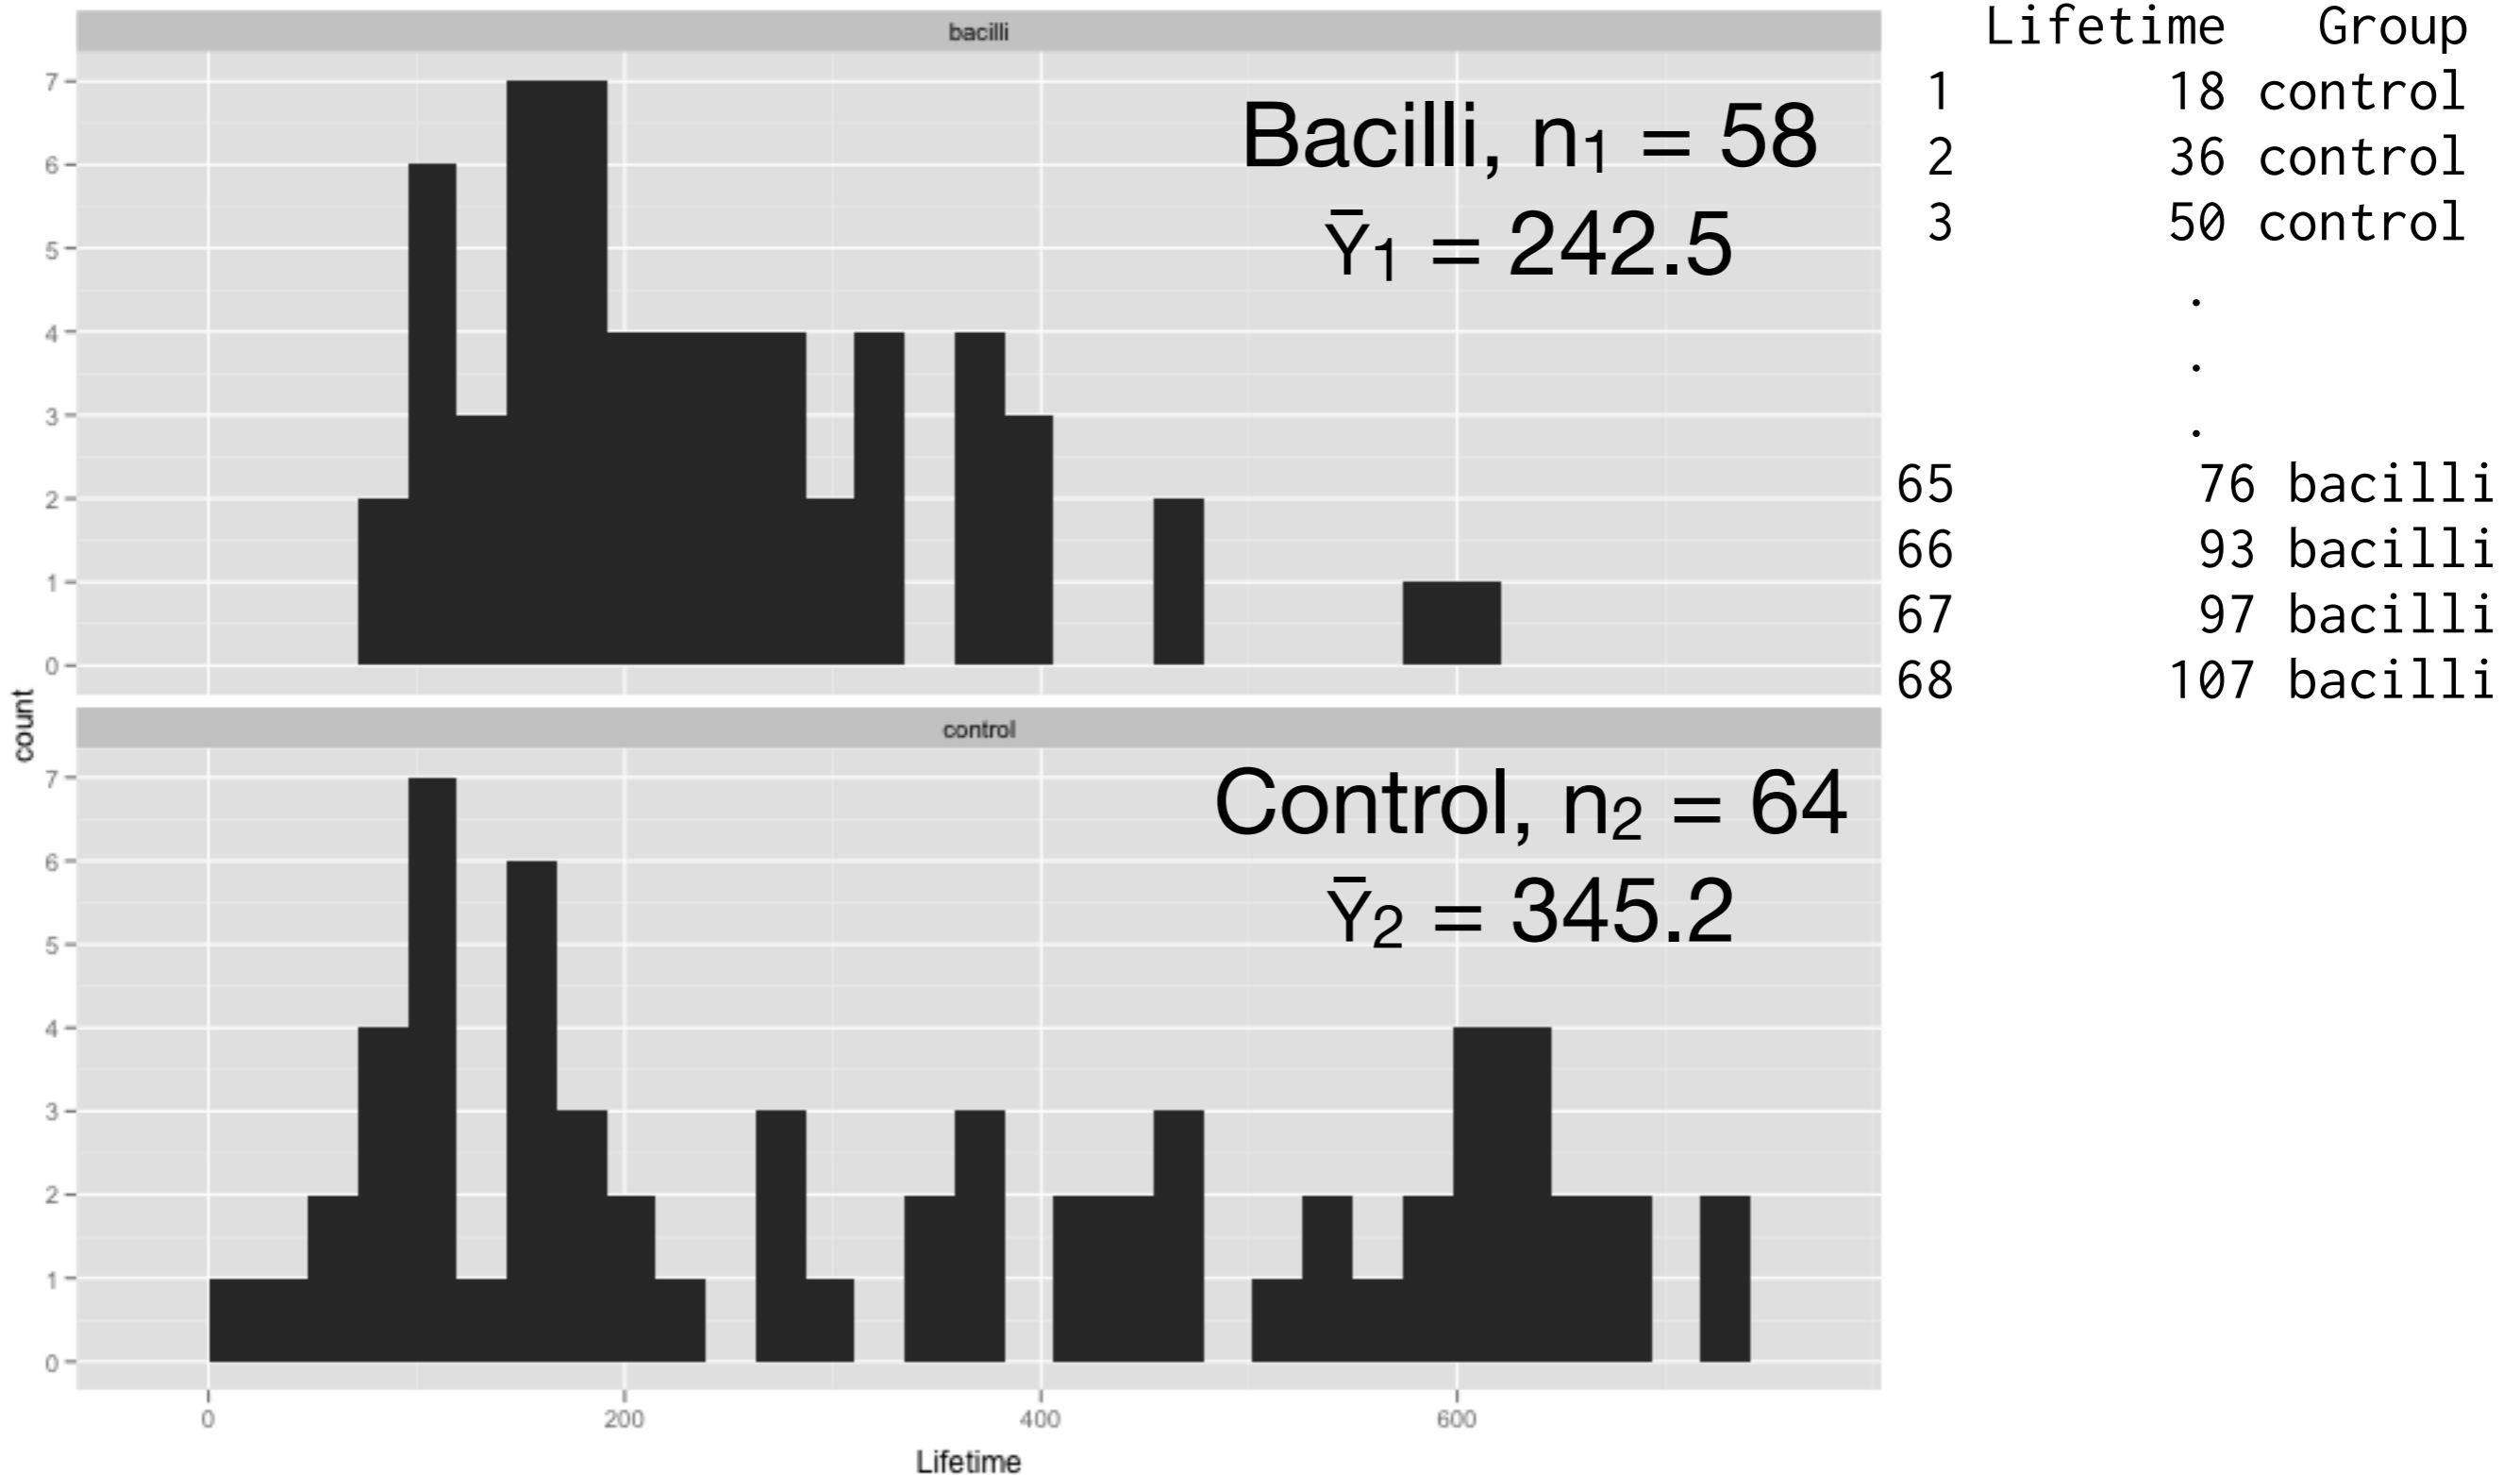 bacilli
7
6
5
4
3
2
1
0
Bacilli, n₁ = 58
Ȳ₁ = 242.5
count
control
7
6
5
4
3
2
1
0
Control, n₂ = 64
Ȳ₂ = 345.2
0 200 400 600
Lifetime
Lifetime Group
1 18 control
2 36 control
3 50 control
.
.
.
65 76 bacilli
66 93 bacilli
67 97 bacilli
68 107 bacilli